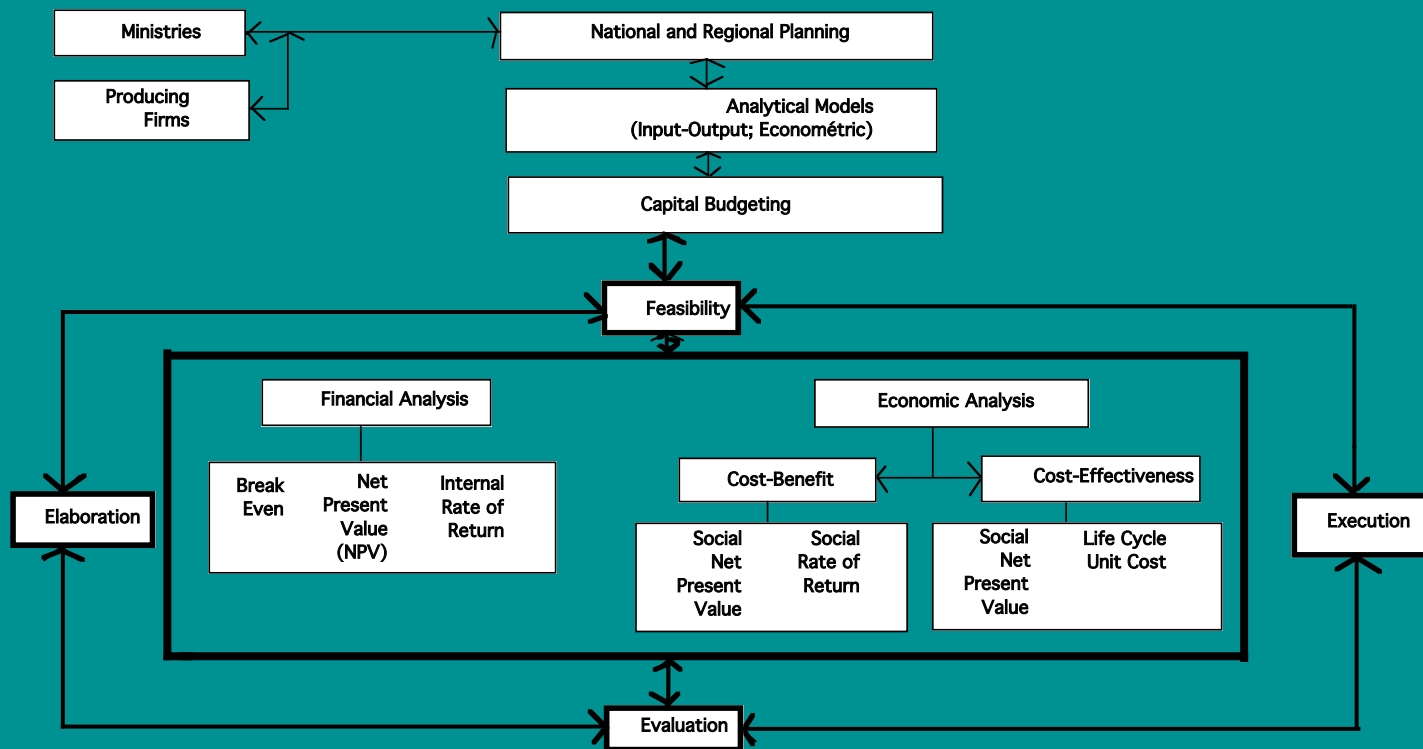 Ministries
National and Regional Planning
Producing
Firms
Analytical Models
(Input-Output; Econométric)
Capital Budgeting
Feasibility
Financial Analysis
Economic Analysis
Break
Even
Net
Present
Value
(NPV)
Internal
Rate of
Return
Cost-Benefit
Cost-Effectiveness
Social
Net
Present
Value
Social
Rate of
Return
Social
Net
Present
Value
Life Cycle
Unit Cost
Elaboration
Execution
Evaluation